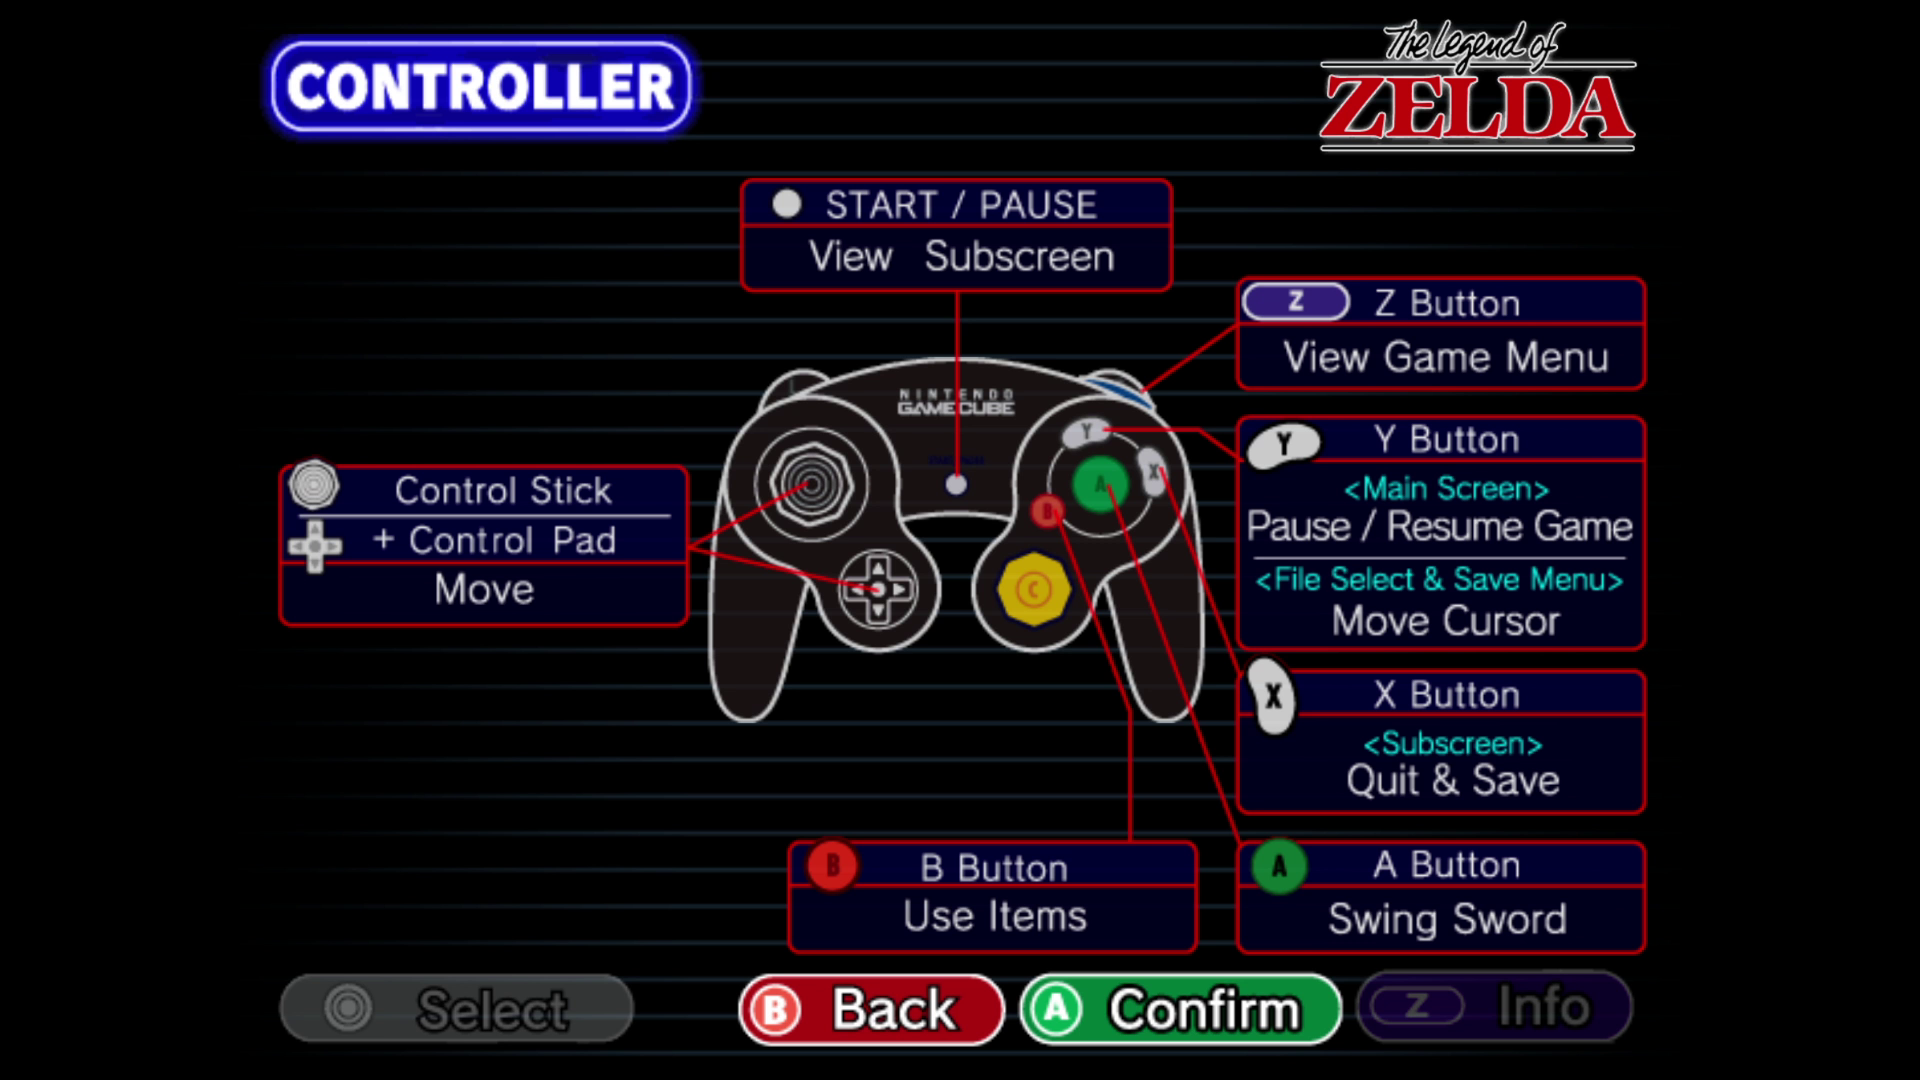 CONTROLLER
The Legend of
ZELDA
START / PAUSE
View Subscreen
Z Z Button
View Game Menu
NINTENDO
GAMECUBE
L
Y
X
A
B
C
Y Y Button
<Main Screen>
Pause / Resume Game
<File Select & Save Menu>
Move Cursor
Control Stick
+ Control Pad
Move
X X Button
<Subscreen>
Quit & Save
B B Button
Use Items
A A Button
Swing Sword
Select
B Back
A Confirm
Z Info